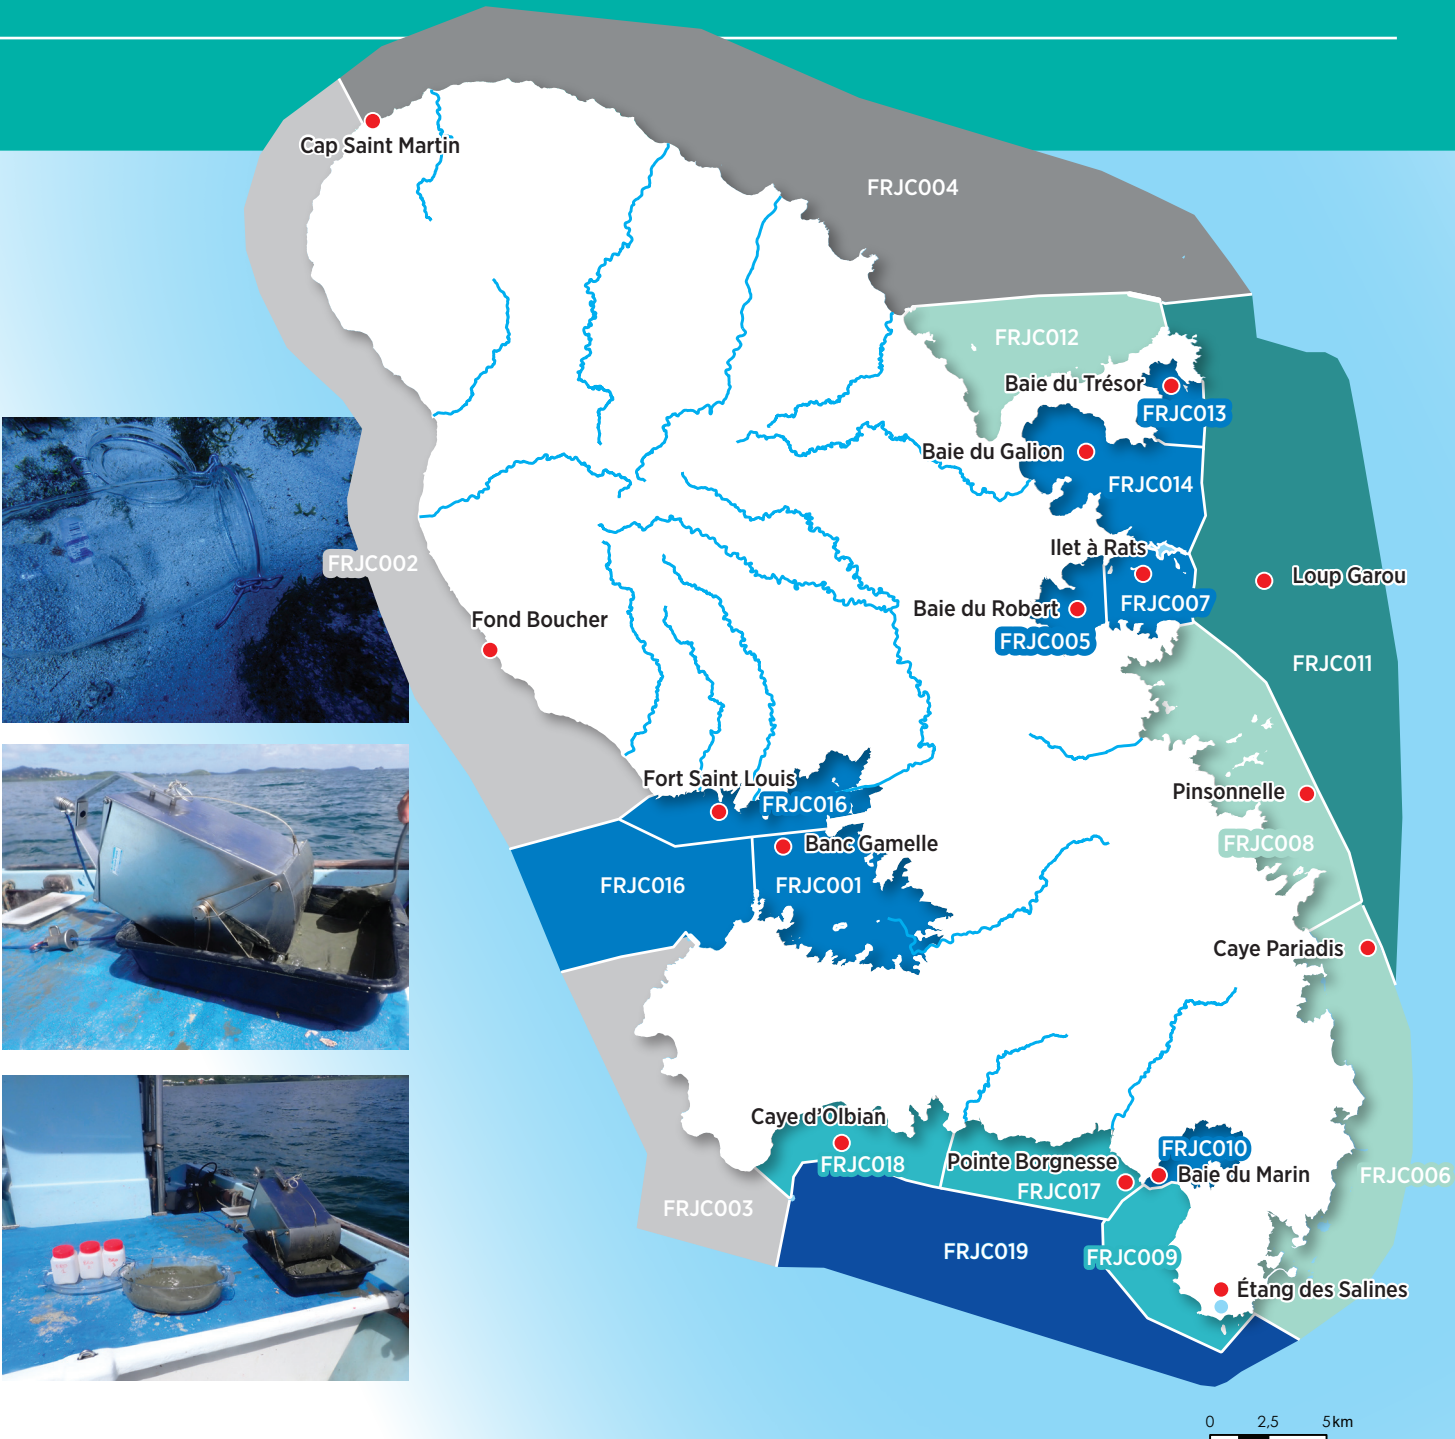 Cap Saint Martin
FRJC004
FRJC012
Baie du Trésor
FRJC013
Baie du Galion
FRJC014
Ilet à Rats
FRJC002
Loup Garou
Baie du Robert
FRJC007
Fond Boucher
FRJC005
FRJC011
Fort Saint Louis
Pinsonnelle
FRJC016
Banc Gamelle
FRJC008
FRJC016
FRJC001
Caye Pariadis
Caye d'Olbian
FRJC010
Pointe Borgnesse
FRJC018
Baie du Marin
FRJC006
FRJC017
FRJC003
FRJC019
FRJC009
Étang des Salines
0 2,5 5km